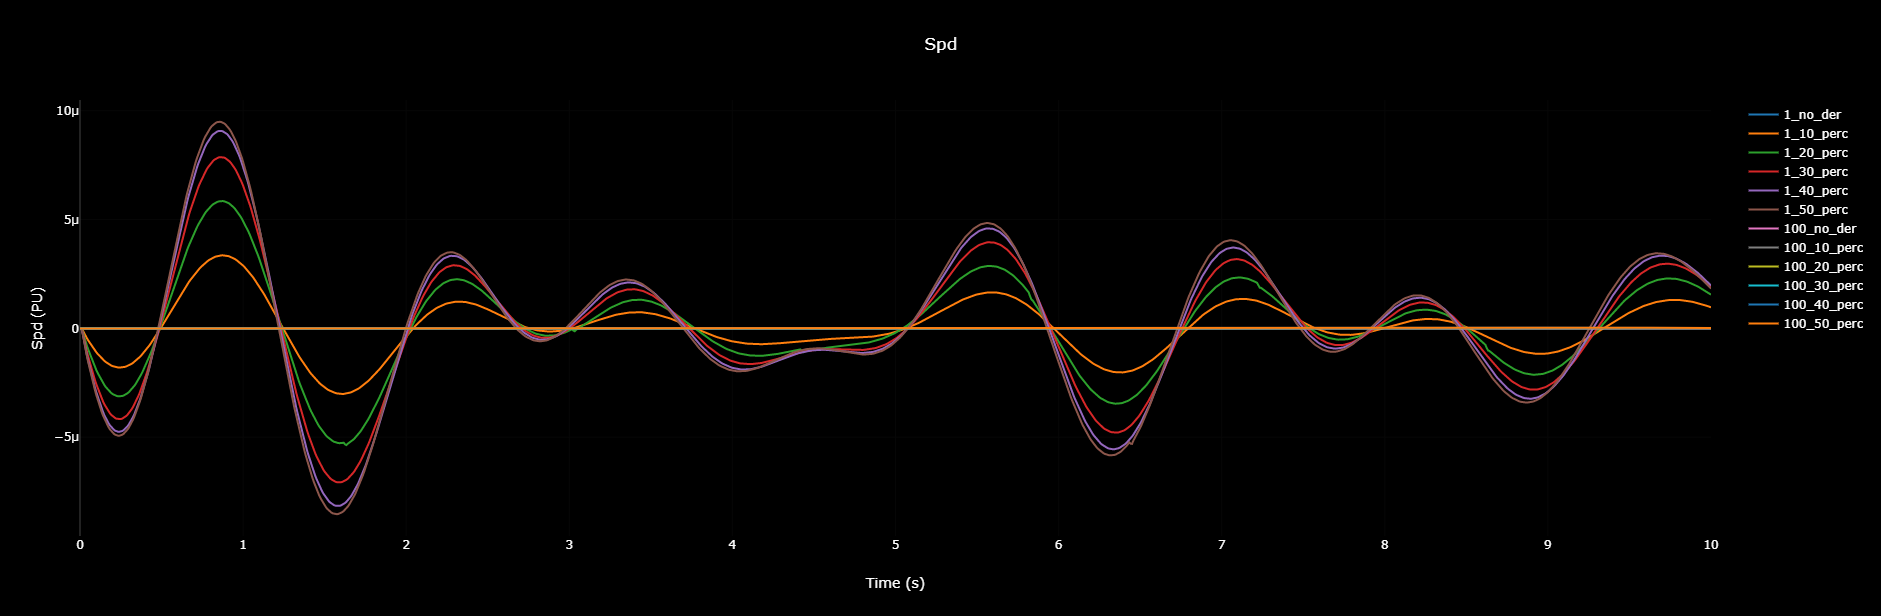 Spd
10μ
5μ
0
−5μ
Spd (PU)
0 1 2 3 4 5 6 7 8 9 10
Time (s)
1_no_der
1_10_perc
1_20_perc
1_30_perc
1_40_perc
1_50_perc
100_no_der
100_10_perc
100_20_perc
100_30_perc
100_40_perc
100_50_perc